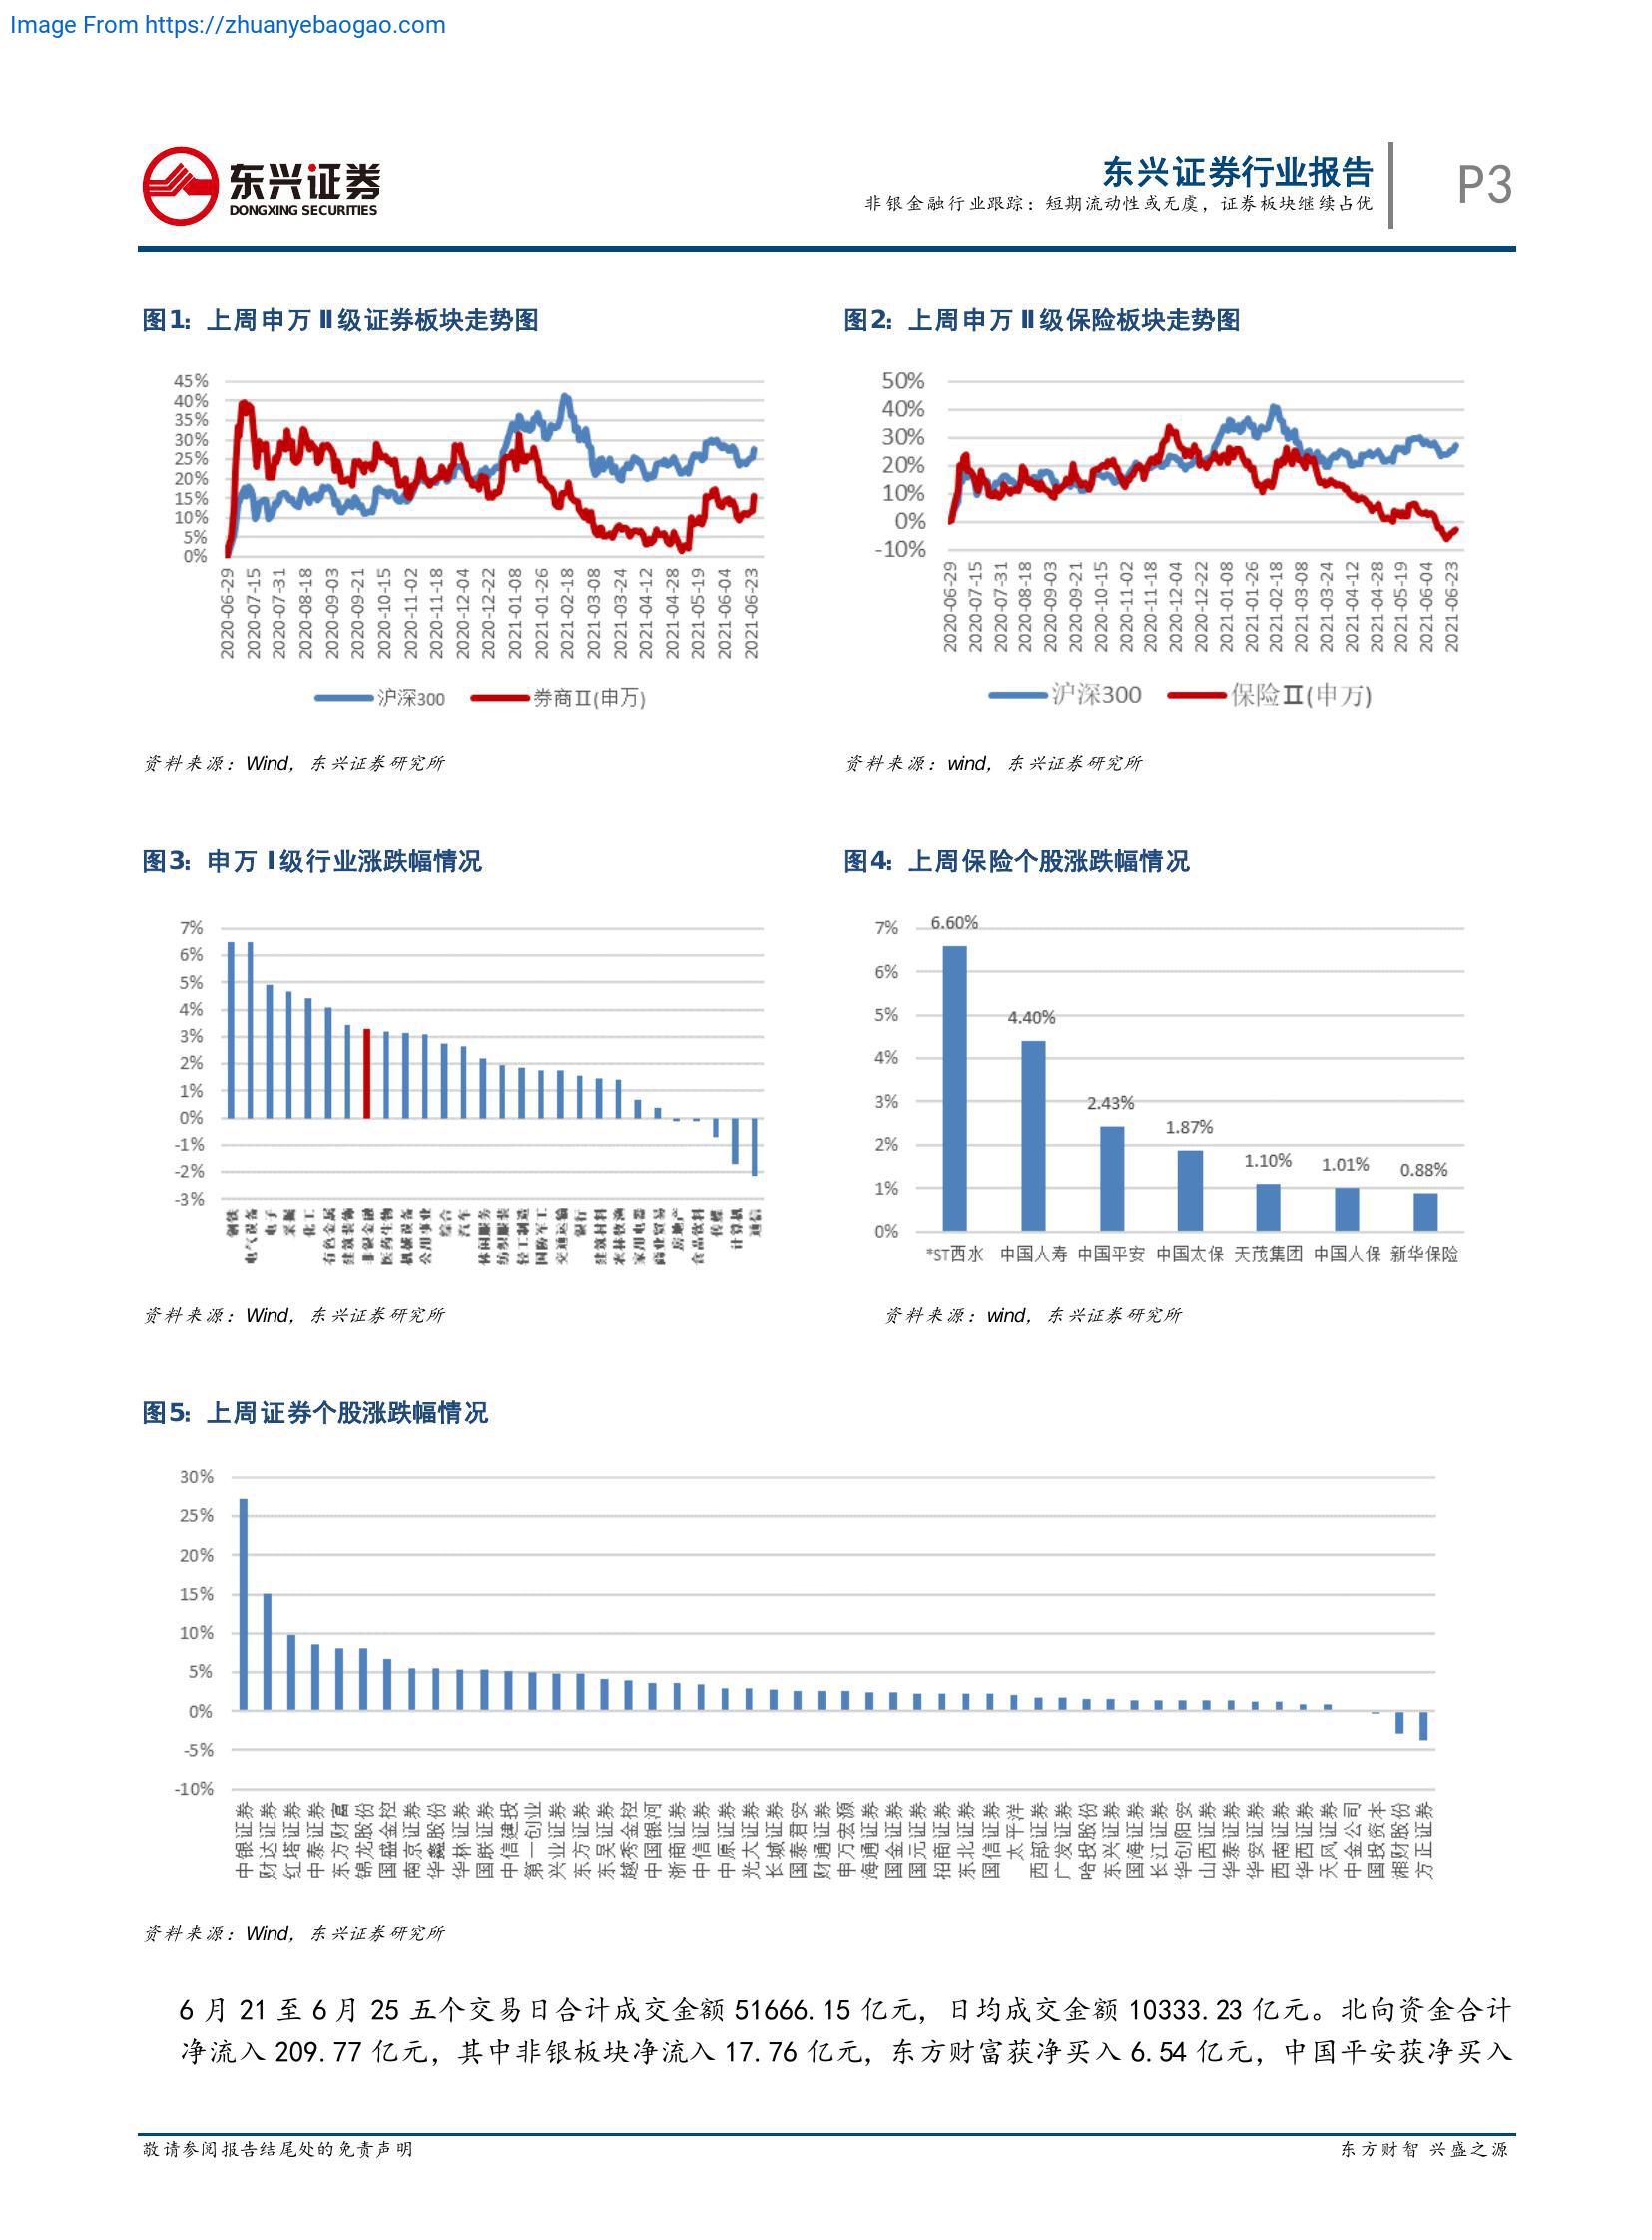 Image From https://zhuanyebaogao.com
东兴证券
DONGXING SECURITIES
东兴证券行业报告
非银金融行业跟踪：短期流动性或无虞，证券板块继续占优
P3
图1：上周申万 II 级证券板块走势图
45%
40%
35%
30%
25%
20%
15%
10%
5%
0%
2020-06-29
2020-07-15
2020-07-31
2020-08-18
2020-09-03
2020-09-21
2020-10-15
2020-11-02
2020-11-18
2020-12-04
2020-12-22
2021-01-08
2021-01-26
2021-02-18
2021-03-08
2021-03-24
2021-04-12
2021-04-28
2021-05-19
2021-06-04
2021-06-23
沪深300
券商Ⅱ(申万)
资料来源：Wind，东兴证券研究所
图2：上周申万 II 级保险板块走势图
50%
40%
30%
20%
10%
0%
-10%
2020-06-29
2020-07-15
2020-07-31
2020-08-18
2020-09-03
2020-09-21
2020-10-15
2020-11-02
2020-11-18
2020-12-04
2020-12-22
2021-01-08
2021-01-26
2021-02-18
2021-03-08
2021-03-24
2021-04-12
2021-04-28
2021-05-19
2021-06-04
2021-06-23
沪深300
保险Ⅱ(申万)
资料来源：wind，东兴证券研究所
图3：申万 I 级行业涨跌幅情况
7%
6%
5%
4%
3%
2%
1%
0%
-1%
-2%
-3%
钢铁
电气设备
电子
采掘
化工
有色金属
建筑装饰
非银金融
医药生物
机械设备
公用事业
综合
汽车
休闲服务
纺织服装
轻工制造
国防军工
交通运输
银行
建筑材料
农林牧渔
家用电器
商业贸易
房地产
食品饮料
传媒
计算机
通信
资料来源：Wind，东兴证券研究所
图4：上周保险个股涨跌幅情况
7%
6%
5%
4%
3%
2%
1%
0%
6.60%
4.40%
2.43%
1.87%
1.10%
1.01%
0.88%
*ST西水
中国人寿
中国平安
中国太保
天茂集团
中国人保
新华保险
资料来源：wind，东兴证券研究所
图5：上周证券个股涨跌幅情况
30%
25%
20%
15%
10%
5%
0%
-5%
-10%
中银证券
财达证券
红塔证券
中泰证券
东方财富
锦龙股份
国盛金控
南京证券
华鑫股份
华林证券
国联证券
中信建投
第一创业
兴业证券
东方证券
东吴证券
越秀金控
中国银河
浙商证券
中信证券
中原证券
光大证券
长城证券
国泰君安
财通证券
申万宏源
海通证券
国金证券
国元证券
招商证券
东北证券
国信证券
太平洋
西部证券
广发证券
哈投股份
东兴证券
国海证券
长江证券
华创阳安
山西证券
华泰证券
华安证券
西南证券
华西证券
天风证券
中金公司
国投资本
湘财股份
方正证券
资料来源：Wind，东兴证券研究所
6 月 21 至 6 月 25 五个交易日合计成交金额 51666.15 亿元，日均成交金额 10333.23 亿元。北向资金合计
净流入 209.77 亿元，其中非银板块净流入 17.76 亿元，东方财富获净买入 6.54 亿元，中国平安获净买入
敬请参阅报告结尾处的免责声明
东方财智 兴盛之源